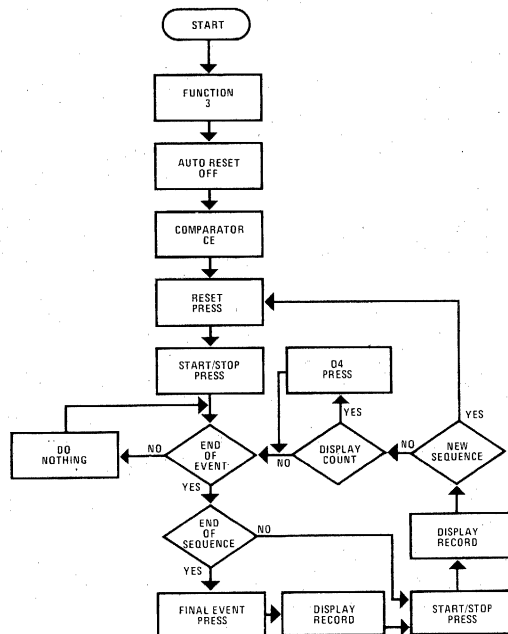 START
FUNCTION
3
AUTO RESET
OFF
COMPARATOR
CE
RESET
PRESS
START/STOP
PRESS
D4
PRESS
YES
YES
DO
NOTHING
NO
END
OF
EVENT
NO
DISPLAY
COUNT
NO
NEW
SEQUENCE
YES
END
OF
SEQUENCE
NO
DISPLAY
RECORD
YES
FINAL EVENT
PRESS
DISPLAY
RECORD
START/STOP
PRESS